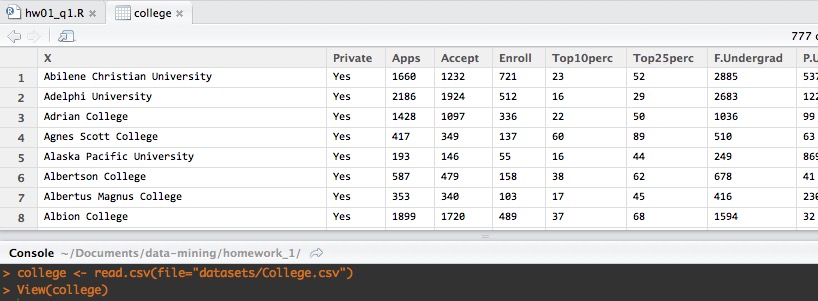 hw01_q1.R college
777
X Private Apps Accept Enroll Top10perc Top25perc F.Undergrad
1 Abilene Christian University Yes 1660 1232 721 23 52 2885 537
2 Adelphi University Yes 2186 1924 512 16 29 2683 122
3 Adrian College Yes 1428 1097 336 22 50 1036 99
4 Agnes Scott College Yes 417 349 137 60 89 510 63
5 Alaska Pacific University Yes 193 146 55 16 44 249 869
6 Albertson College Yes 587 479 158 38 62 678 41
7 Albertus Magnus College Yes 353 340 103 17 45 416 230
8 Albion College Yes 1899 1720 489 37 68 1594 32
Console ~/Documents/data-mining/homework_1/
> college <- read.csv(file="datasets/College.csv")
> View(college)